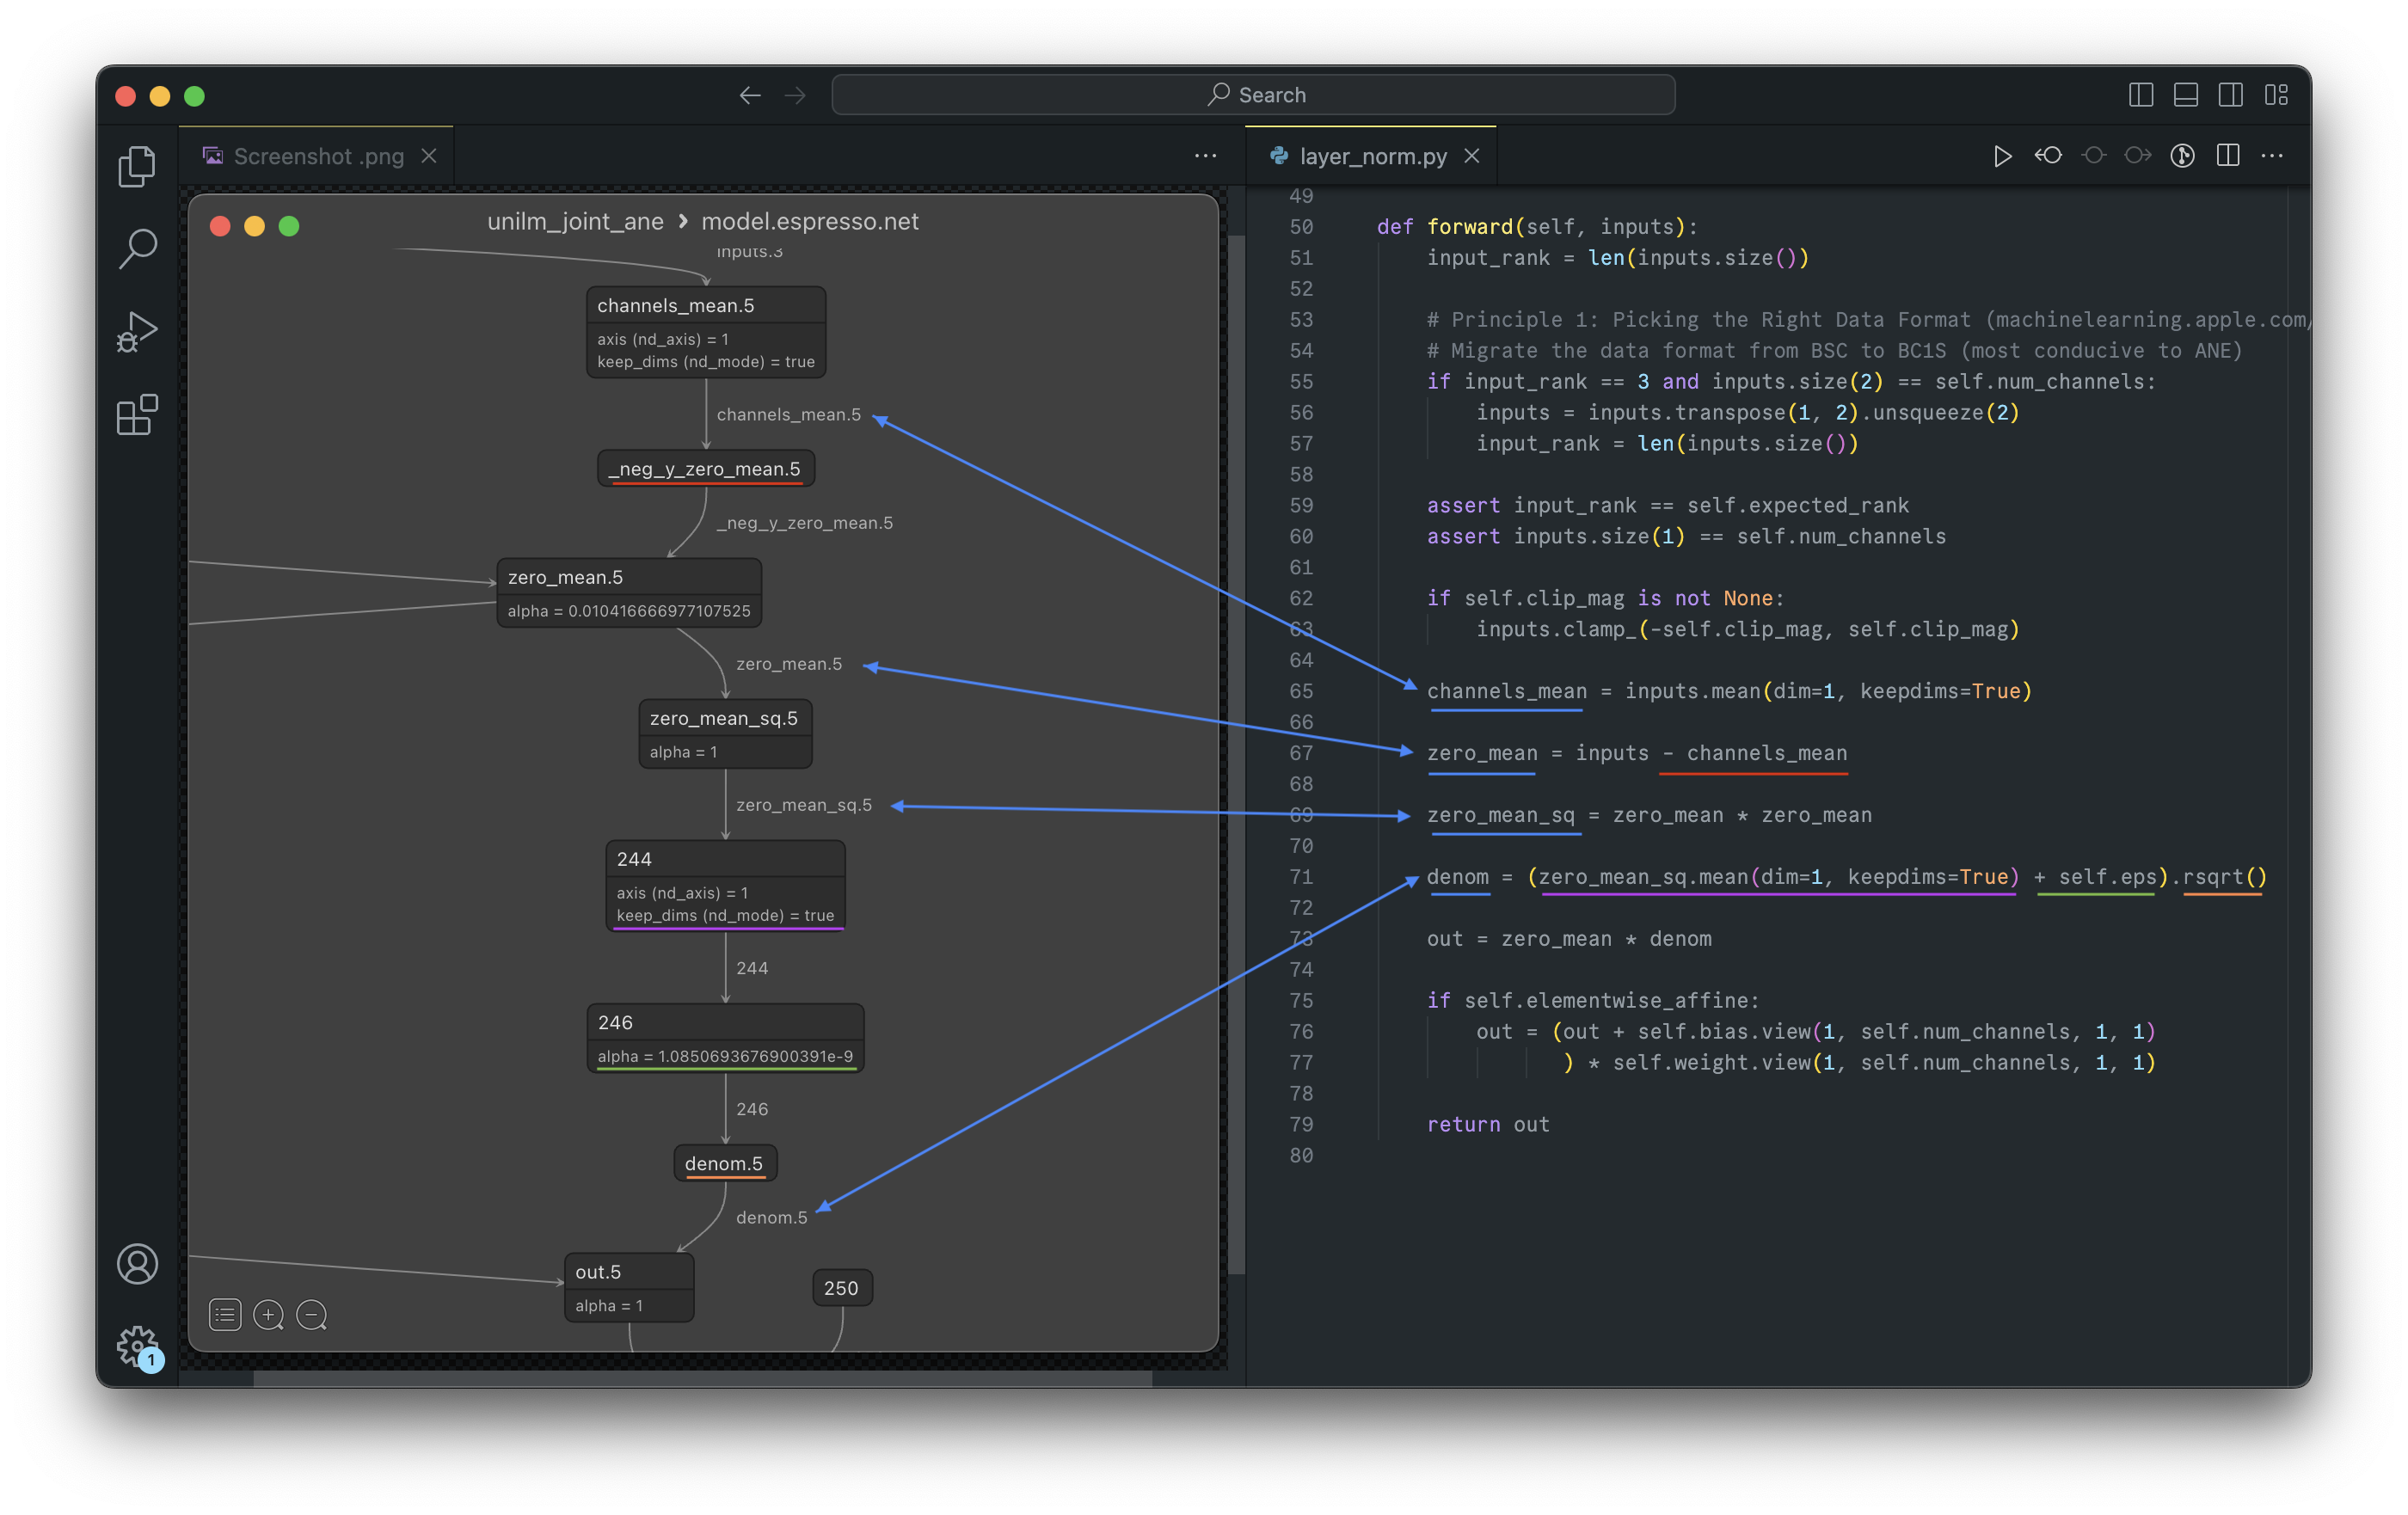 Search
Screenshot .png
unilm_joint_ane › model.espresso.net
inputs.3
channels_mean.5
axis (nd_axis) = 1
keep_dims (nd_mode) = true
channels_mean.5
_neg_y_zero_mean.5
_neg_y_zero_mean.5
zero_mean.5
alpha = 0.010416666977107525
zero_mean.5
zero_mean_sq.5
alpha = 1
zero_mean_sq.5
244
axis (nd_axis) = 1
keep_dims (nd_mode) = true
244
246
alpha = 1.0850693676900391e-9
246
denom.5
denom.5
out.5
alpha = 1
250
1
layer_norm.py
49
50 def forward(self, inputs):
51 input_rank = len(inputs.size())
52
53 # Principle 1: Picking the Right Data Format (machinelearning.apple.com/
54 # Migrate the data format from BSC to BC1S (most conducive to ANE)
55 if input_rank == 3 and inputs.size(2) == self.num_channels:
56 inputs = inputs.transpose(1, 2).unsqueeze(2)
57 input_rank = len(inputs.size())
58
59 assert input_rank == self.expected_rank
60 assert inputs.size(1) == self.num_channels
61
62 if self.clip_mag is not None:
63 inputs.clamp_(-self.clip_mag, self.clip_mag)
64
65 channels_mean = inputs.mean(dim=1, keepdims=True)
66
67 zero_mean = inputs - channels_mean
68
69 zero_mean_sq = zero_mean * zero_mean
70
71 denom = (zero_mean_sq.mean(dim=1, keepdims=True) + self.eps).rsqrt()
72
73 out = zero_mean * denom
74
75 if self.elementwise_affine:
76 out = (out + self.bias.view(1, self.num_channels, 1, 1)
77 ) * self.weight.view(1, self.num_channels, 1, 1)
78
79 return out
80